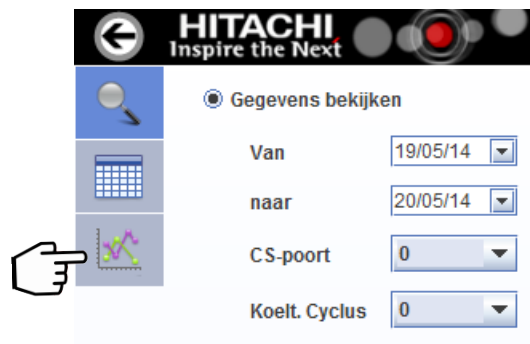 HITACHI
Inspire the Next
Gegevens bekijken
Van 19/05/14
naar 20/05/14
CS-poort 0
Koelt. Cyclus 0